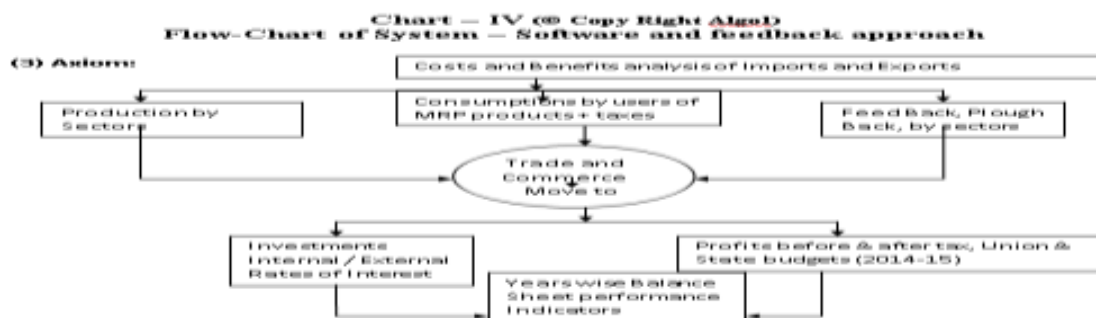 Chart – IV (® Copy Right Algol)
Flow-Chart of System – Software and feedback approach
(3) Axiom:
Costs and Benefits analysis of Imports and Exports
Production by
Sectors
Consumptions by users of
MRP products + taxes
Feed Back, Plough
Back, by sectors
Trade and
Commerce
Move to
Investments
Internal / External
Rates of Interest
Profits before & after tax, Union &
State budgets (2014-15)
Years wise Balance
Sheet performance
Indicators